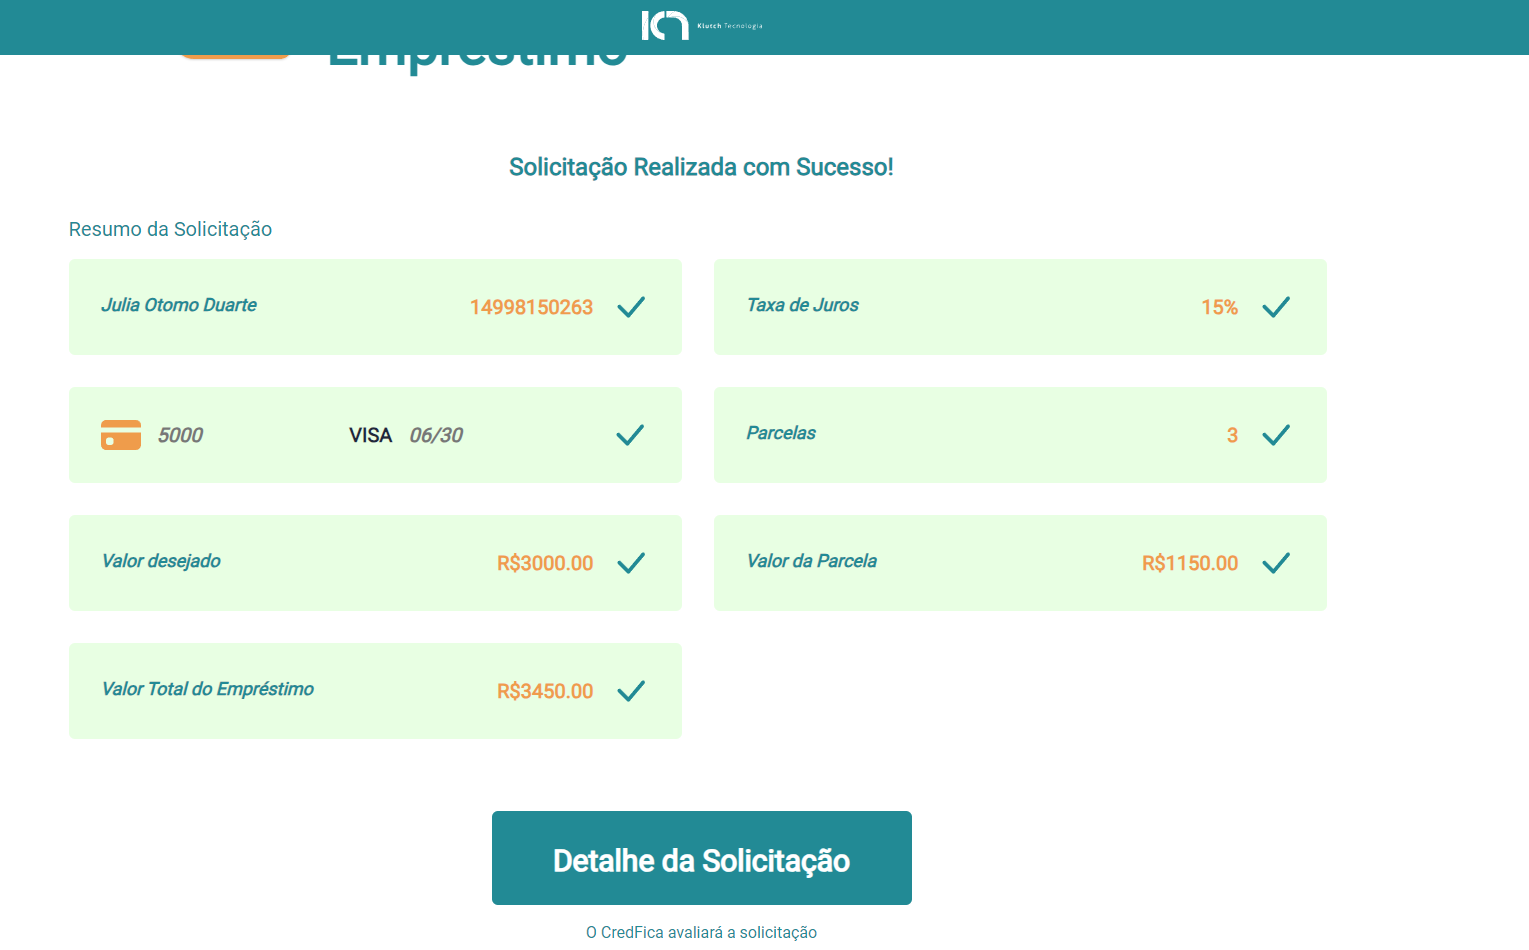 Klutch Tecnologia
Empréstimo
Solicitação Realizada com Sucesso!
Resumo da Solicitação
Julia Otomo Duarte 14998150263
Taxa de Juros 15%
5000 VISA 06/30
Parcelas 3
Valor desejado R$3000.00
Valor da Parcela R$1150.00
Valor Total do Empréstimo R$3450.00
Detalhe da Solicitação
O CredFica avaliará a solicitação